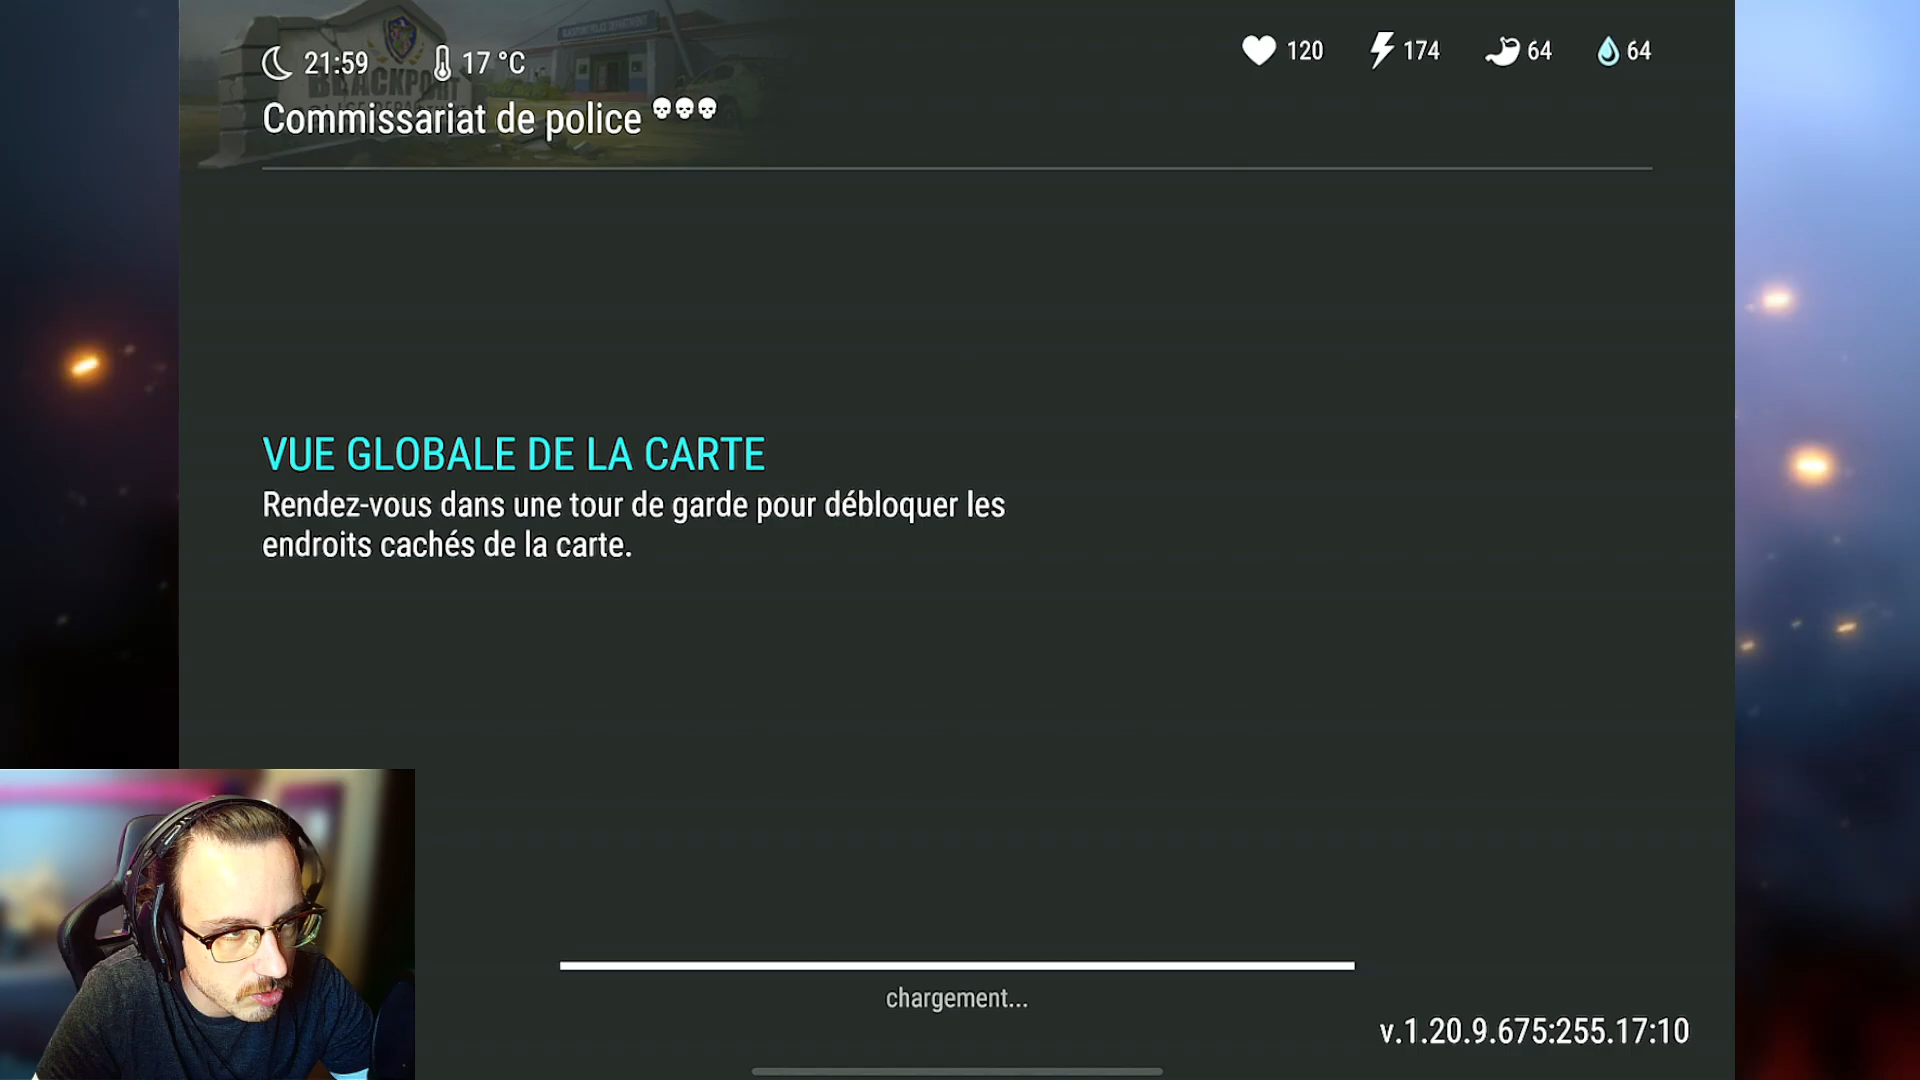 21:59 17 °C
120 174 64 64
BLACKPORT
Commissariat de police
VUE GLOBALE DE LA CARTE
Rendez-vous dans une tour de garde pour débloquer les
endroits cachés de la carte.
chargement...
v.1.20.9.675:255.17:10